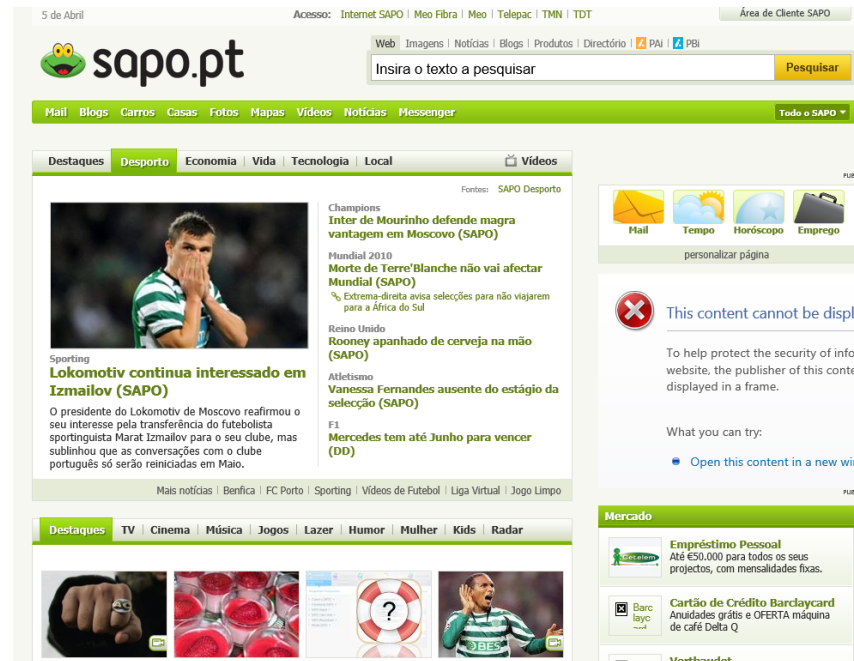 5 de Abril
Acesso: Internet SAPO | Meo Fibra | Meo | Telepac | TMN | TDT
Área de Cliente SAPO
sapo.pt
Web Imagens | Notícias | Blogs | Produtos | Directório | PAi | PBi
Insira o texto a pesquisar
Pesquisar
Mail Blogs Carros Casas Fotos Mapas Vídeos Notícias Messenger
Todo o SAPO
Destaques Desporto Economia | Vida | Tecnologia | Local
Vídeos
Fontes: SAPO Desporto
Sporting
Lokomotiv continua interessado em
Izmailov (SAPO)
O presidente do Lokomotiv de Moscovo reafirmou o
seu interesse pela transferência do futebolista
sportinguista Marat Izmailov para o seu clube, mas
sublinhou que as conversações com o clube
português só serão reiniciadas em Maio.
Champions
Inter de Mourinho defende magra
vantagem em Moscovo (SAPO)
Mundial 2010
Morte de Terre'Blanche não vai afectar
Mundial (SAPO)
Extrema-direita avisa selecções para não viajarem
para a África do Sul
Reino Unido
Rooney apanhado de cerveja na mão
(SAPO)
Atletismo
Vanessa Fernandes ausente do estágio da
selecção (SAPO)
F1
Mercedes tem até Junho para vencer
(DD)
Mais notícias | Benfica | FC Porto | Sporting | Vídeos de Futebol | Liga Virtual | Jogo Limpo
Destaques TV | Cinema | Música | Jogos | Lazer | Humor | Mulher | Kids | Radar
?
BES
PUB
Mail Tempo Horóscopo Emprego
personalizar página
This content cannot be displ
To help protect the security of info
website, the publisher of this conte
displayed in a frame.
What you can try:
Open this content in a new wi
PUB
Mercado
Cetelem
Empréstimo Pessoal
Até €50.000 para todos os seus
projectos, com mensalidades fixas.
Barc
layc
ard
Cartão de Crédito Barclaycard
Anuidades grátis e OFERTA máquina
de café Delta Q